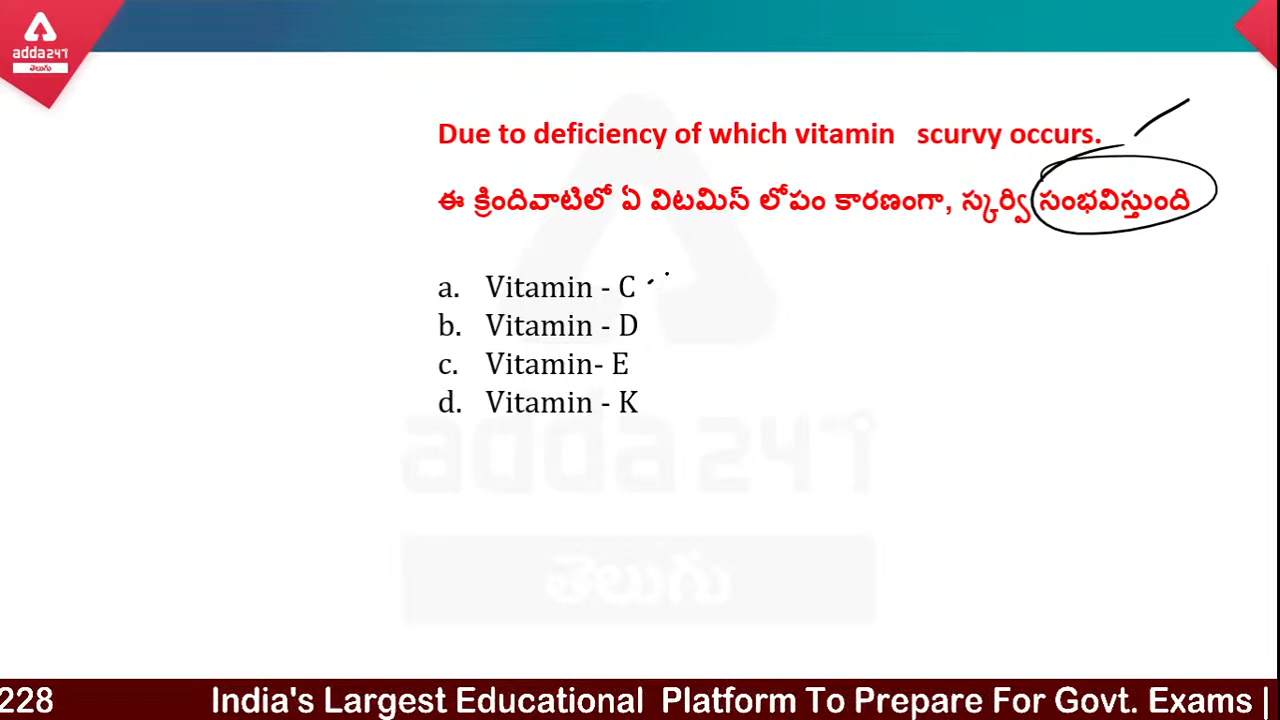 adda247
తెలుగు
Due to deficiency of which vitamin scurvy occurs.
ఈ క్రిందివాటిలో ఏ విటమిన్ లోపం కారణంగా, స్కర్వి సంభవిస్తుంది
a. Vitamin - C
b. Vitamin - D
c. Vitamin- E
d. Vitamin - K
adda247
తెలుగు
228 India's Largest Educational Platform To Prepare For Govt. Exams |